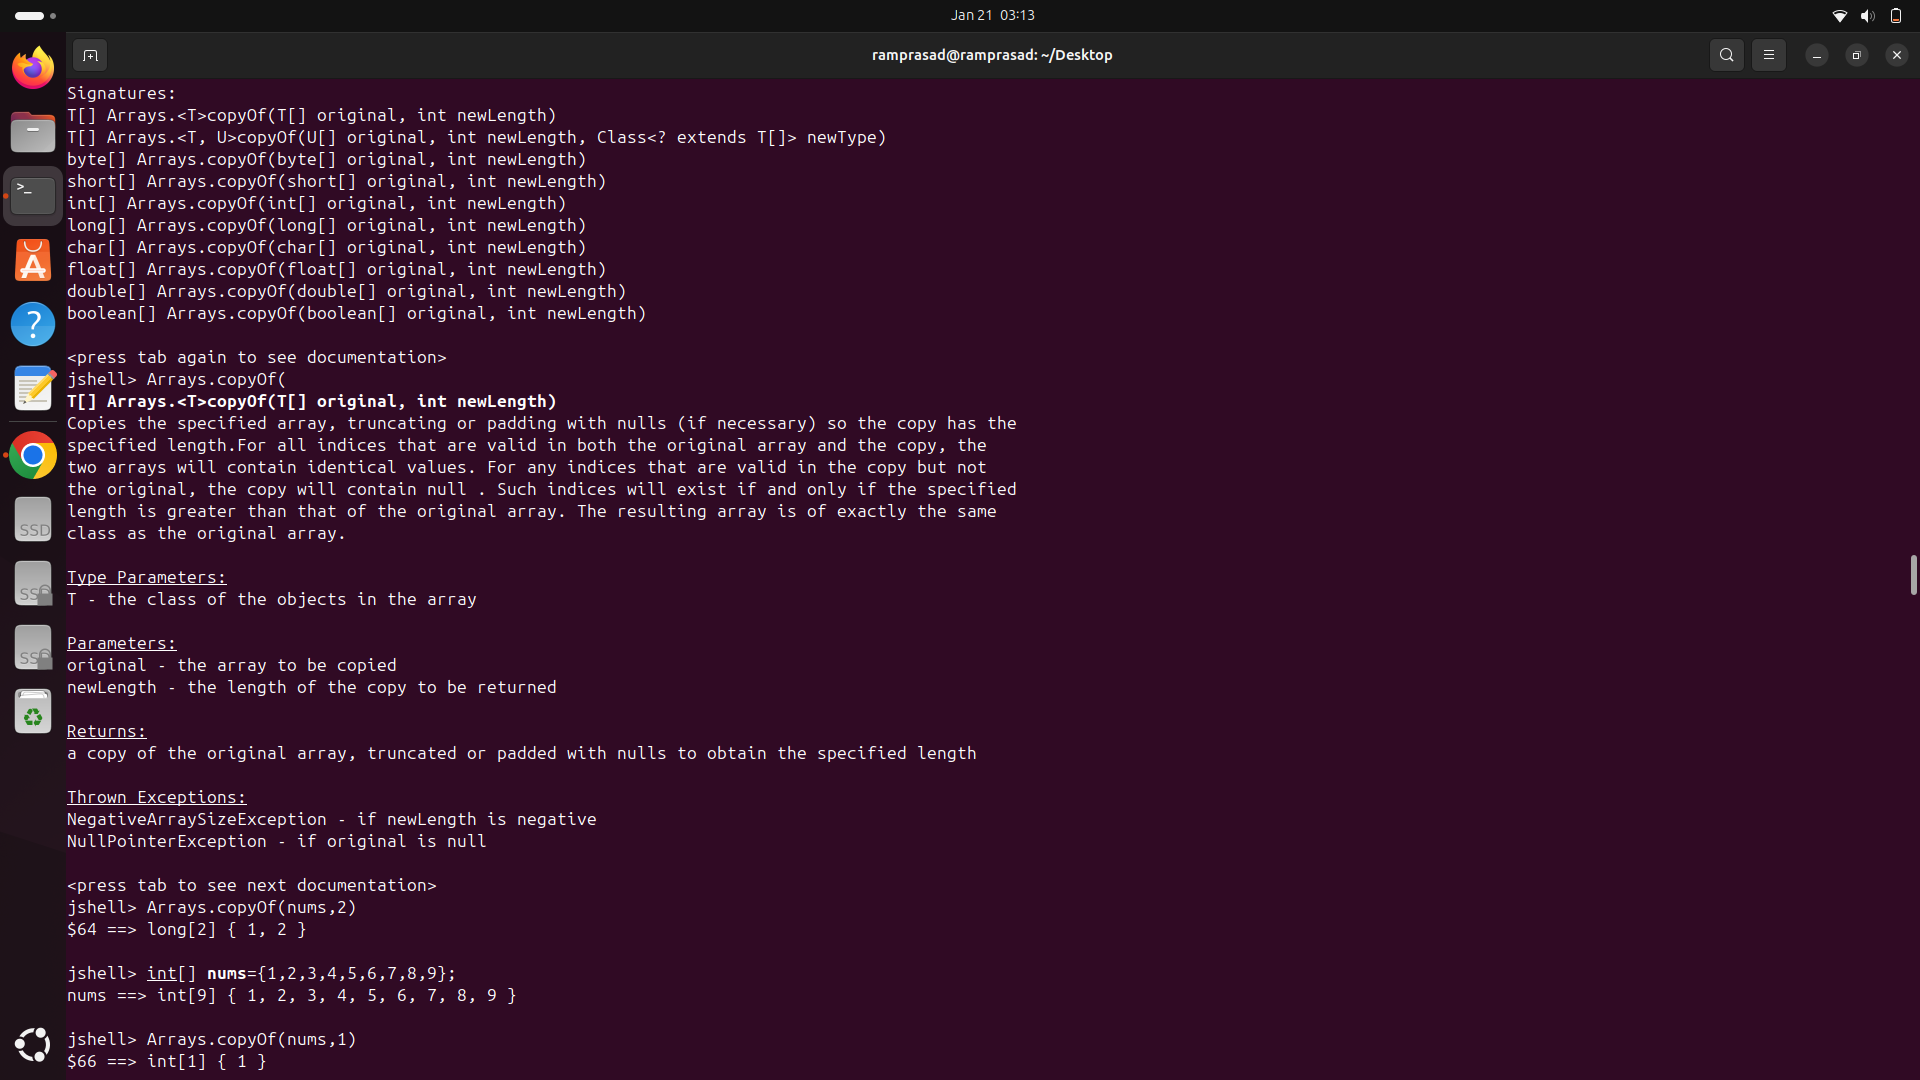 Jan 21 03:13
ramprasad@ramprasad: ~/Desktop
Signatures:
T[] Arrays.<T>copyOf(T[] original, int newLength)
T[] Arrays.<T, U>copyOf(U[] original, int newLength, Class<? extends T[]> newType)
byte[] Arrays.copyOf(byte[] original, int newLength)
short[] Arrays.copyOf(short[] original, int newLength)
int[] Arrays.copyOf(int[] original, int newLength)
long[] Arrays.copyOf(long[] original, int newLength)
char[] Arrays.copyOf(char[] original, int newLength)
float[] Arrays.copyOf(float[] original, int newLength)
double[] Arrays.copyOf(double[] original, int newLength)
boolean[] Arrays.copyOf(boolean[] original, int newLength)
<press tab again to see documentation>
jshell> Arrays.copyOf(
T[] Arrays.<T>copyOf(T[] original, int newLength)
Copies the specified array, truncating or padding with nulls (if necessary) so the copy has the
specified length.For all indices that are valid in both the original array and the copy, the
two arrays will contain identical values. For any indices that are valid in the copy but not
the original, the copy will contain null . Such indices will exist if and only if the specified
length is greater than that of the original array. The resulting array is of exactly the same
class as the original array.
Type Parameters:
T - the class of the objects in the array
Parameters:
original - the array to be copied
newLength - the length of the copy to be returned
Returns:
a copy of the original array, truncated or padded with nulls to obtain the specified length
Thrown Exceptions:
NegativeArraySizeException - if newLength is negative
NullPointerException - if original is null
<press tab to see next documentation>
jshell> Arrays.copyOf(nums,2)
$64 ==> long[2] { 1, 2 }
jshell> int[] nums={1,2,3,4,5,6,7,8,9};
nums ==> int[9] { 1, 2, 3, 4, 5, 6, 7, 8, 9 }
jshell> Arrays.copyOf(nums,1)
$66 ==> int[1] { 1 }
>_
?
SSD
SSD
SSD